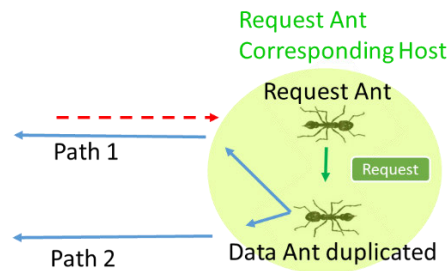 Request Ant
Corresponding Host
Request Ant
Path 1
Request
Data Ant duplicated
Path 2